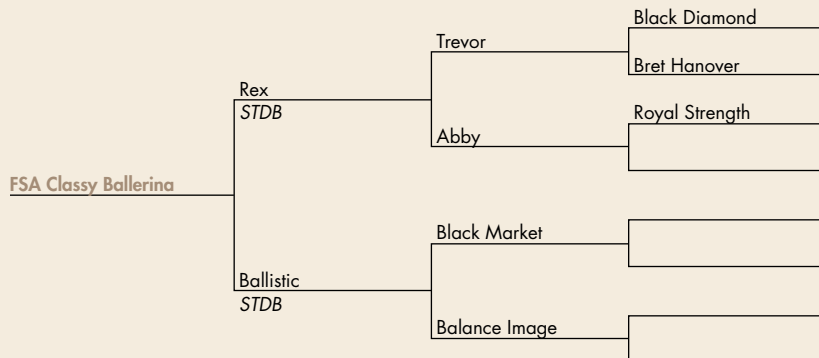 Black Diamond
Trevor
Bret Hanover
Rex
STDB
Royal Strength
Abby
FSA Classy Ballerina
Black Market
Ballistic
STDB
Balance Image